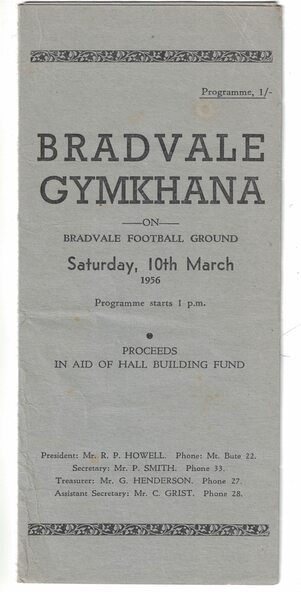 Programme, 1/-
BRADVALE
GYMKHANA
—ON—
BRADVALE FOOTBALL GROUND
Saturday, 10th March
1956
Programme starts 1 p.m.
PROCEEDS
IN AID OF HALL BUILDING FUND
President: Mr. R. P. HOWELL. Phone: Mt. Bute 22.
Secretary: Mr. P. SMITH. Phone 33.
Treasurer: Mr. G. HENDERSON. Phone 27.
Assistant Secretary: Mr. C. GRIST. Phone 28.